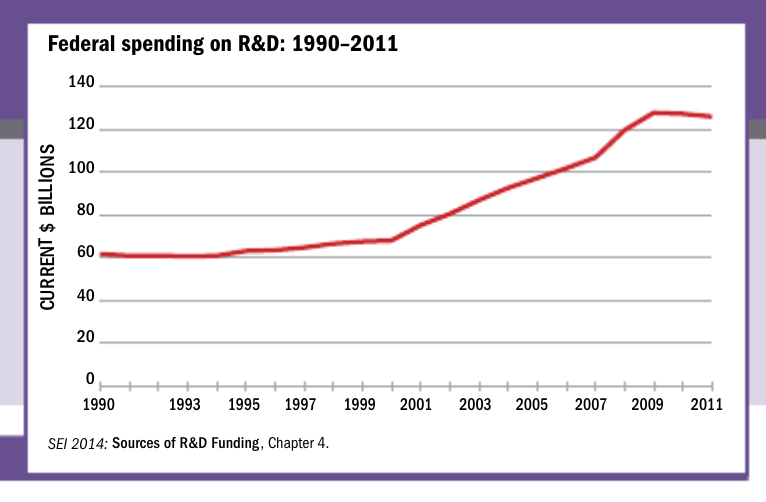 Federal spending on R&D: 1990–2011
140
120
100
80
60
40
20
0
CURRENT $ BILLIONS
1990 1993 1995 1997 1999 2001 2003 2005 2007 2009 2011
SEI 2014: Sources of R&D Funding, Chapter 4.